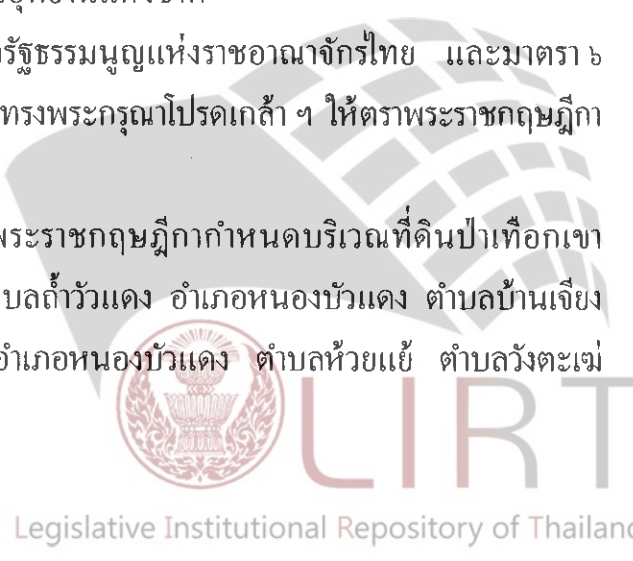 รัฐธรรมนูญแห่งราชอาณาจักรไทย และมาตรา ๖
ทรงพระกรุณาโปรดเกล้า ฯ ให้ตราพระราชกฤษฎีกา
พระราชกฤษฎีกากำหนดบริเวณที่ดินป่าเทือกเขา
บลถ้ำวัวแดง อำเภอหนองบัวแดง ตำบลบ้านเจียง
อำเภอหนองบัวแดง ตำบลห้วยแย้ ตำบลวังตะเฆ่
LIRT
Legislative Institutional Repository of Thailand